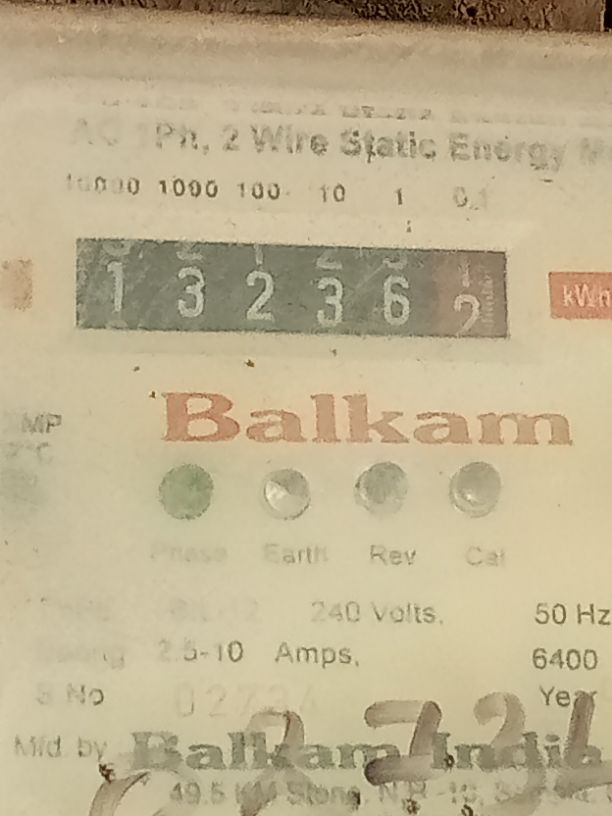 AC 1Ph, 2 Wire Static Energy
10000 1000 100 10 1 0.1
1 3 2 3 6 2
kWh
Balkam
Phase Earth Rev Cal
240 Volts, 50 Hz
2.5-10 Amps, 6400
S No Year
Mfd. by Balkam India
49.5 KM Stone, N.H.